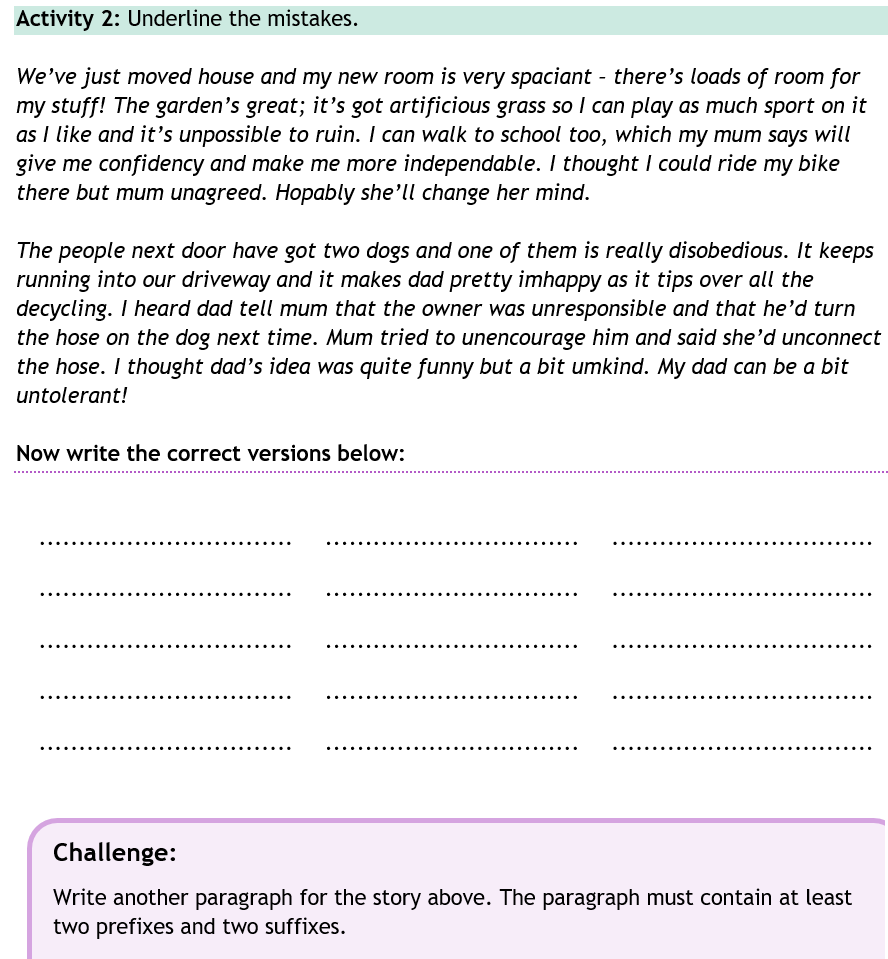 Activity 2: Underline the mistakes.
We've just moved house and my new room is very spaciant – there's loads of room for
my stuff! The garden's great; it's got artificious grass so I can play as much sport on it
as I like and it's unpossible to ruin. I can walk to school too, which my mum says will
give me confidency and make me more independable. I thought I could ride my bike
there but mum unagreed. Hopably she'll change her mind.
The people next door have got two dogs and one of them is really disobedious. It keeps
running into our driveway and it makes dad pretty imhappy as it tips over all the
decycling. I heard dad tell mum that the owner was unresponsible and that he'd turn
the hose on the dog next time. Mum tried to unencourage him and said she'd unconnect
the hose. I thought dad's idea was quite funny but a bit umkind. My dad can be a bit
untolerant!
Now write the correct versions below:
Challenge:
Write another paragraph for the story above. The paragraph must contain at least
two prefixes and two suffixes.